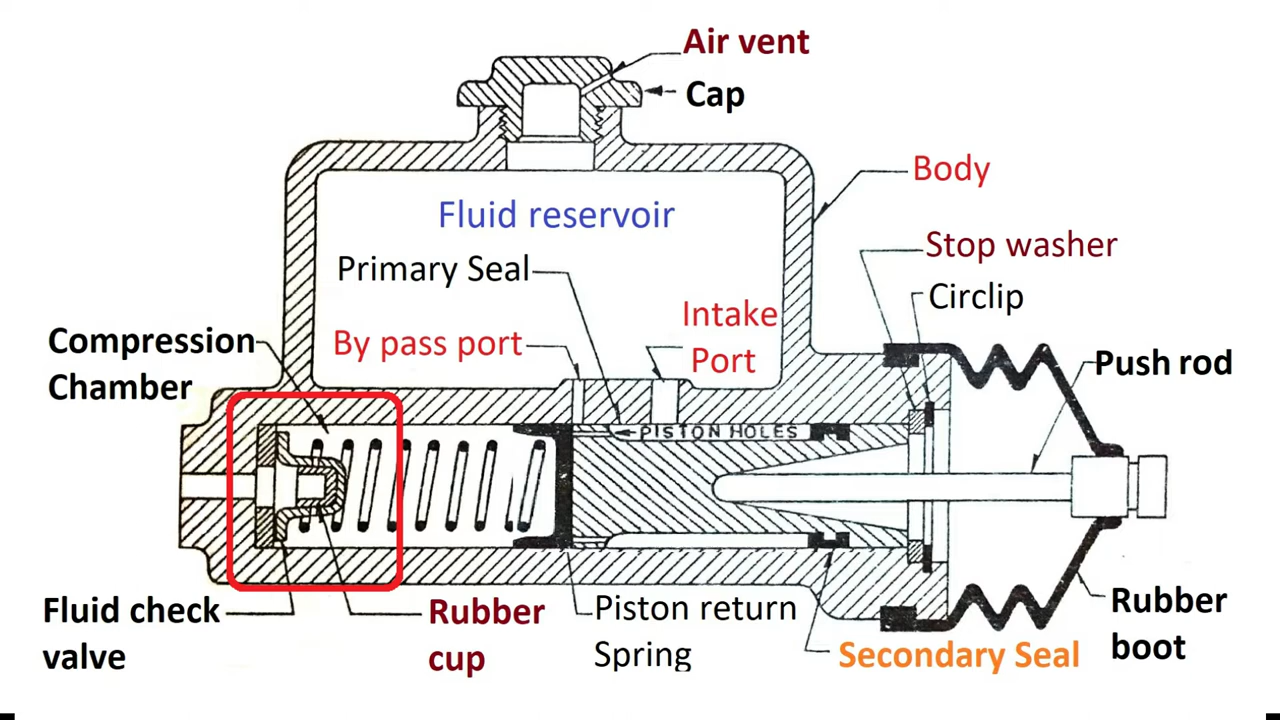 Air vent
Cap
Body
Fluid reservoir
Stop washer
Primary Seal
Circlip
Intake
Port
By pass port
Compression
Chamber
Push rod
PISTON HOLES
Fluid check
valve
Rubber
cup
Piston return
Spring
Secondary Seal
Rubber
boot